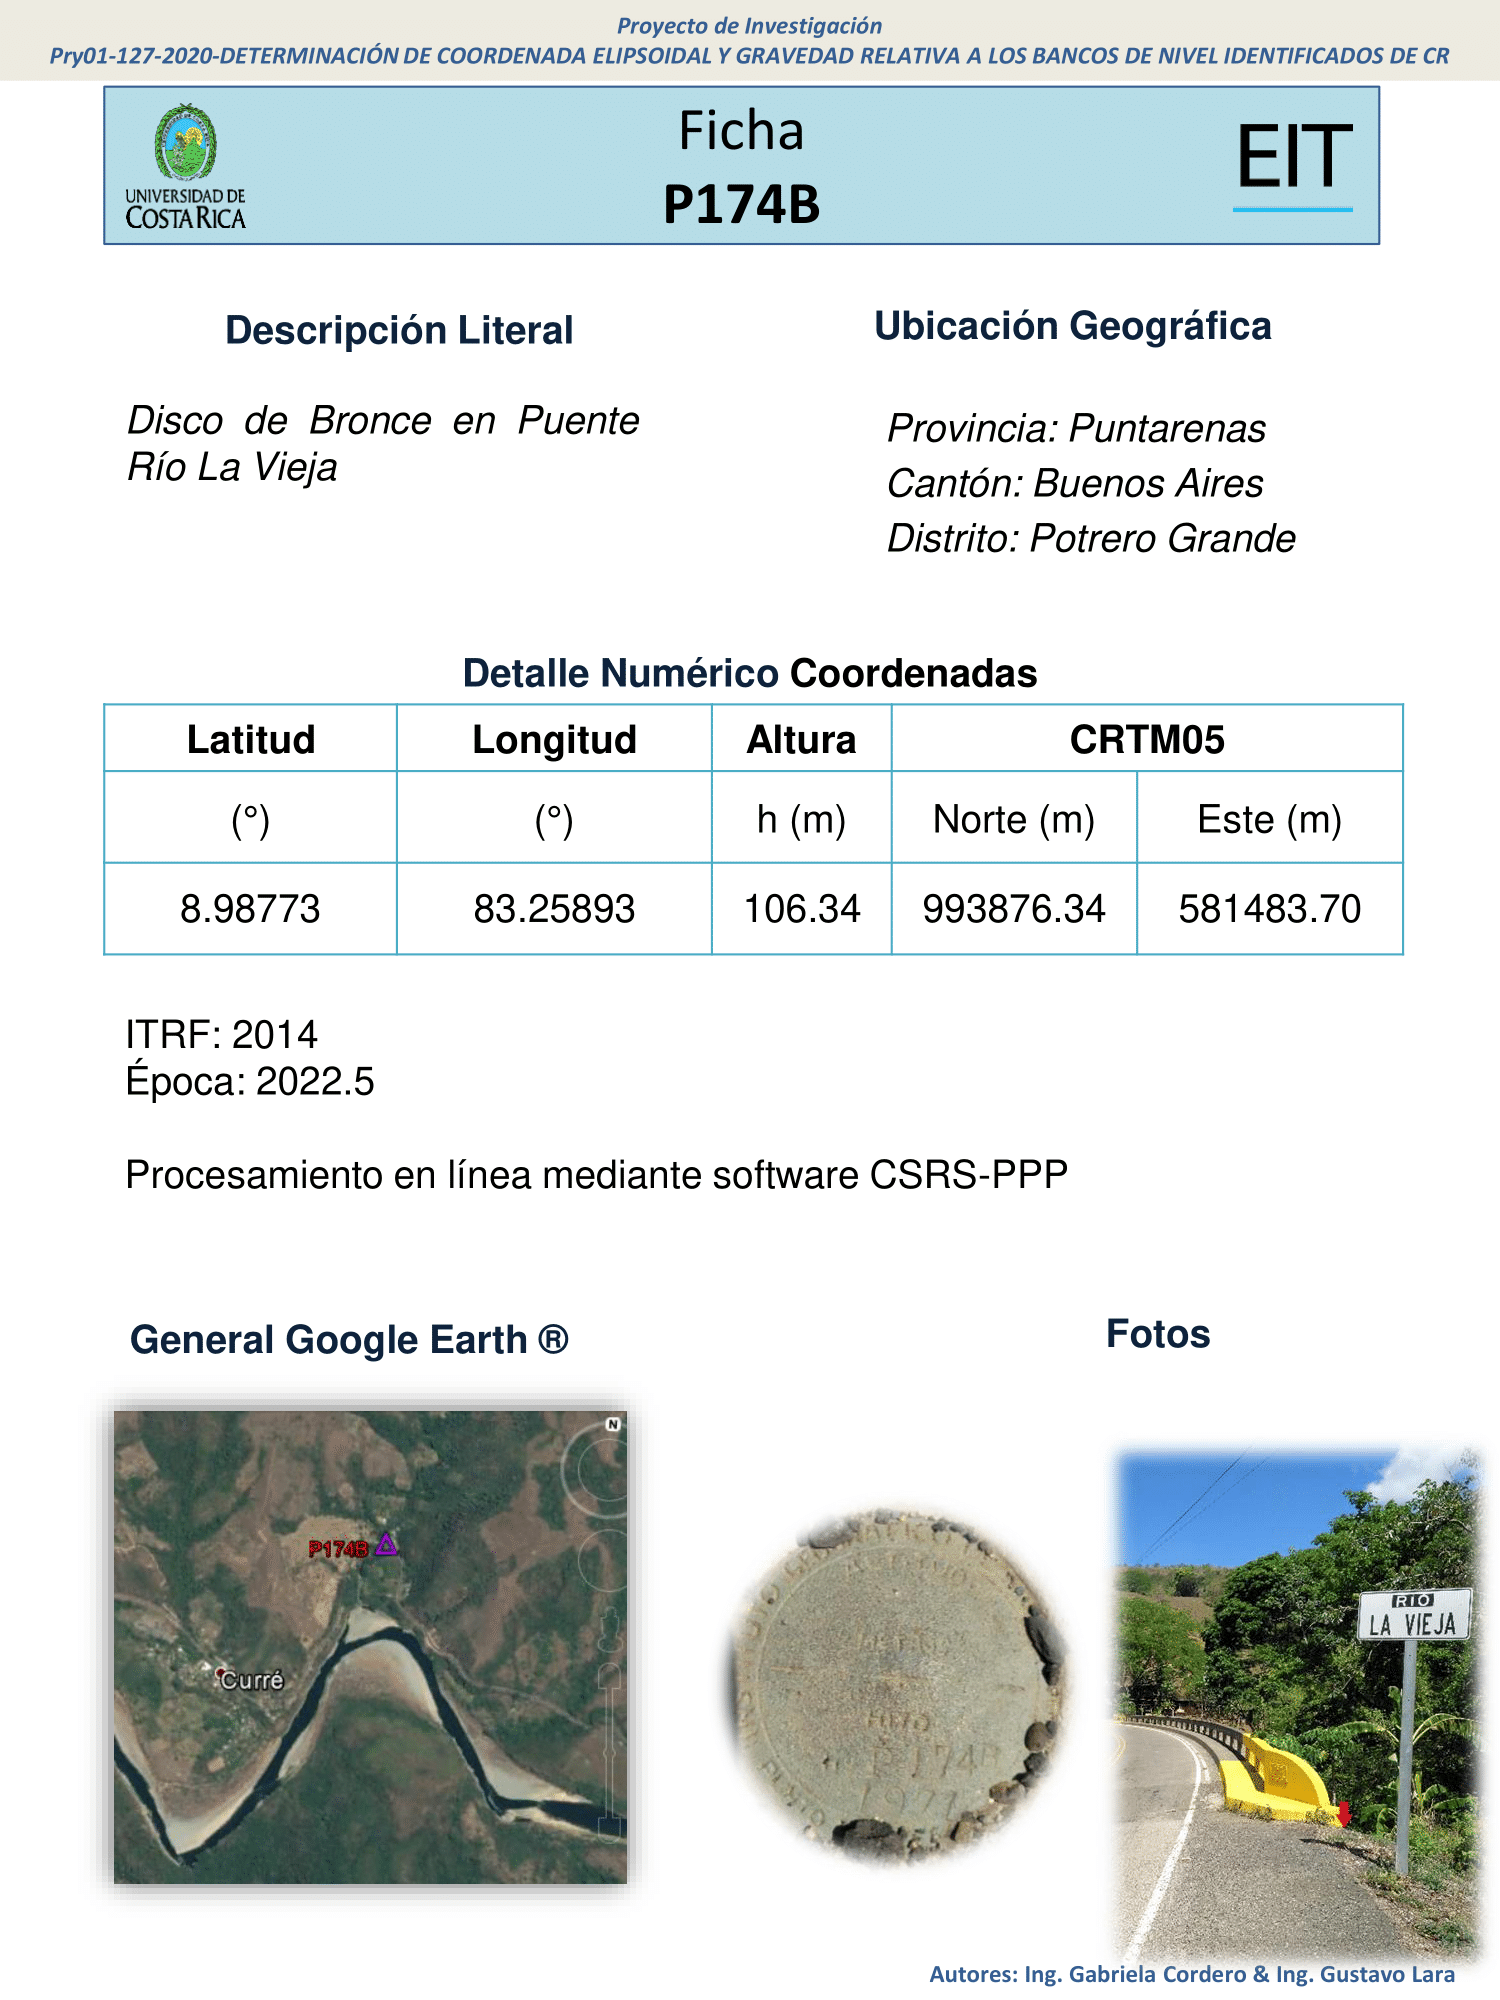 Proyecto de Investigación
Pry01-127-2020-DETERMINACIÓN DE COORDENADA ELIPSOIDAL Y GRAVEDAD RELATIVA A LOS BANCOS DE NIVEL IDENTIFICADOS DE CR
UNIVERSIDAD DE
COSTA RICA
Ficha
P174B
EIT
Descripción Literal
Disco de Bronce en Puente
Río La Vieja
Ubicación Geográfica
Provincia: Puntarenas
Cantón: Buenos Aires
Distrito: Potrero Grande
Detalle Numérico Coordenadas
Latitud Longitud Altura CRTM05
(°) (°) h (m) Norte (m) Este (m)
8.98773 83.25893 106.34 993876.34 581483.70
ITRF: 2014
Época: 2022.5
Procesamiento en línea mediante software CSRS-PPP
General Google Earth ®
Fotos
N
P174B
Curré
P174B
RIO
LA VIEJA
Autores: Ing. Gabriela Cordero & Ing. Gustavo Lara